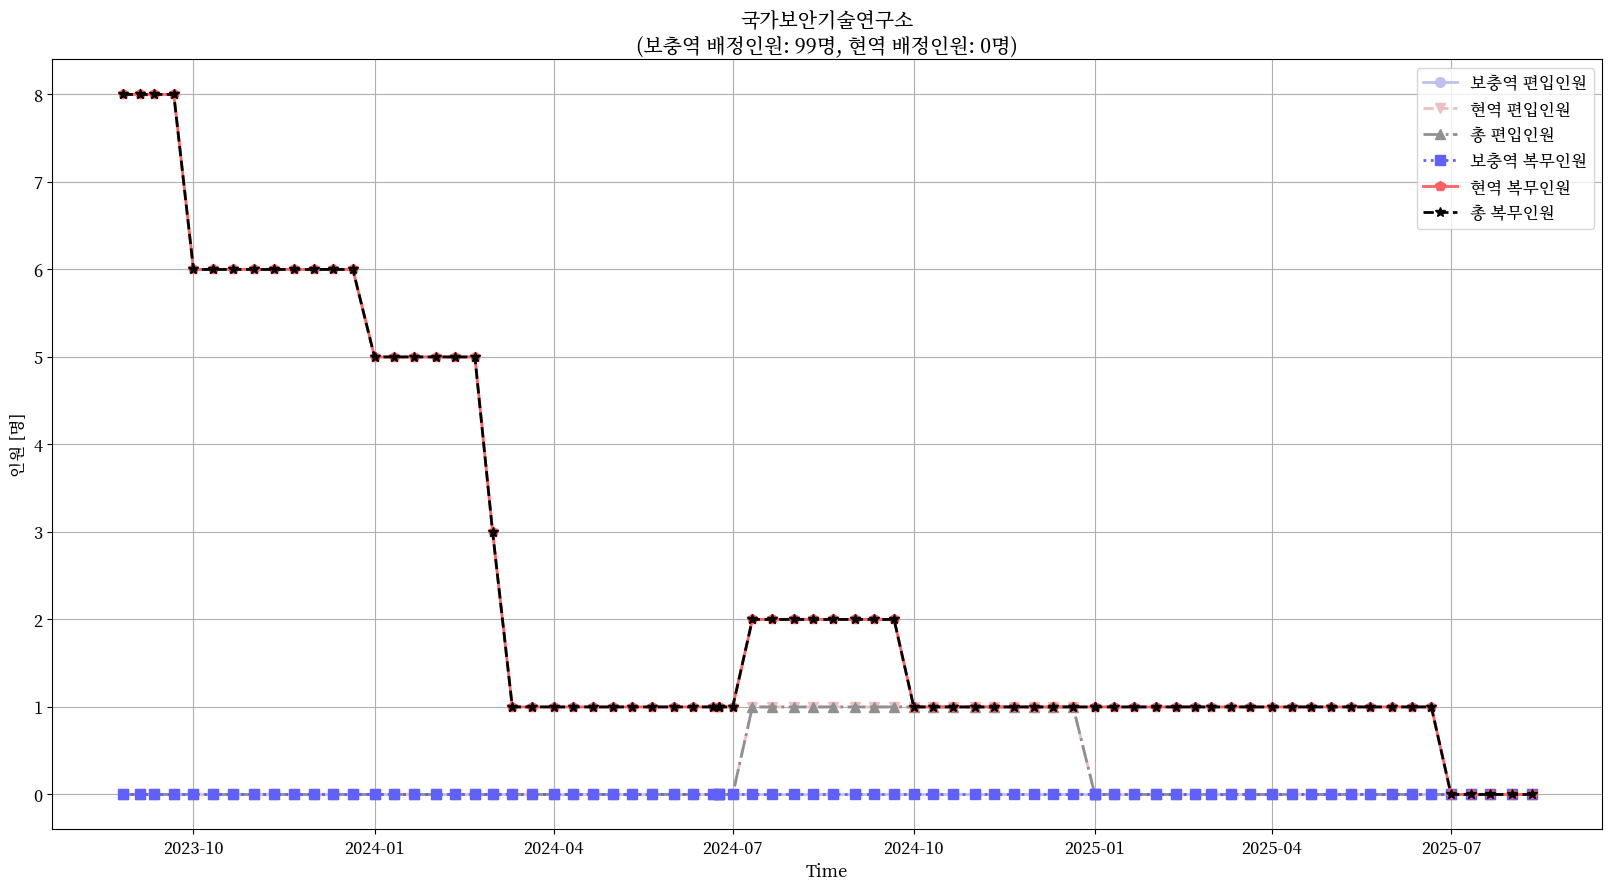 국가보안기술연구소
(보충역 배정인원: 99명, 현역 배정인원: 0명)
보충역 편입인원
현역 편입인원
총 편입인원
보충역 복무인원
현역 복무인원
총 복무인원
인원 [명]
8
7
6
5
4
3
2
1
0
2023-10
2024-01
2024-04
2024-07
2024-10
2025-01
2025-04
2025-07
Time